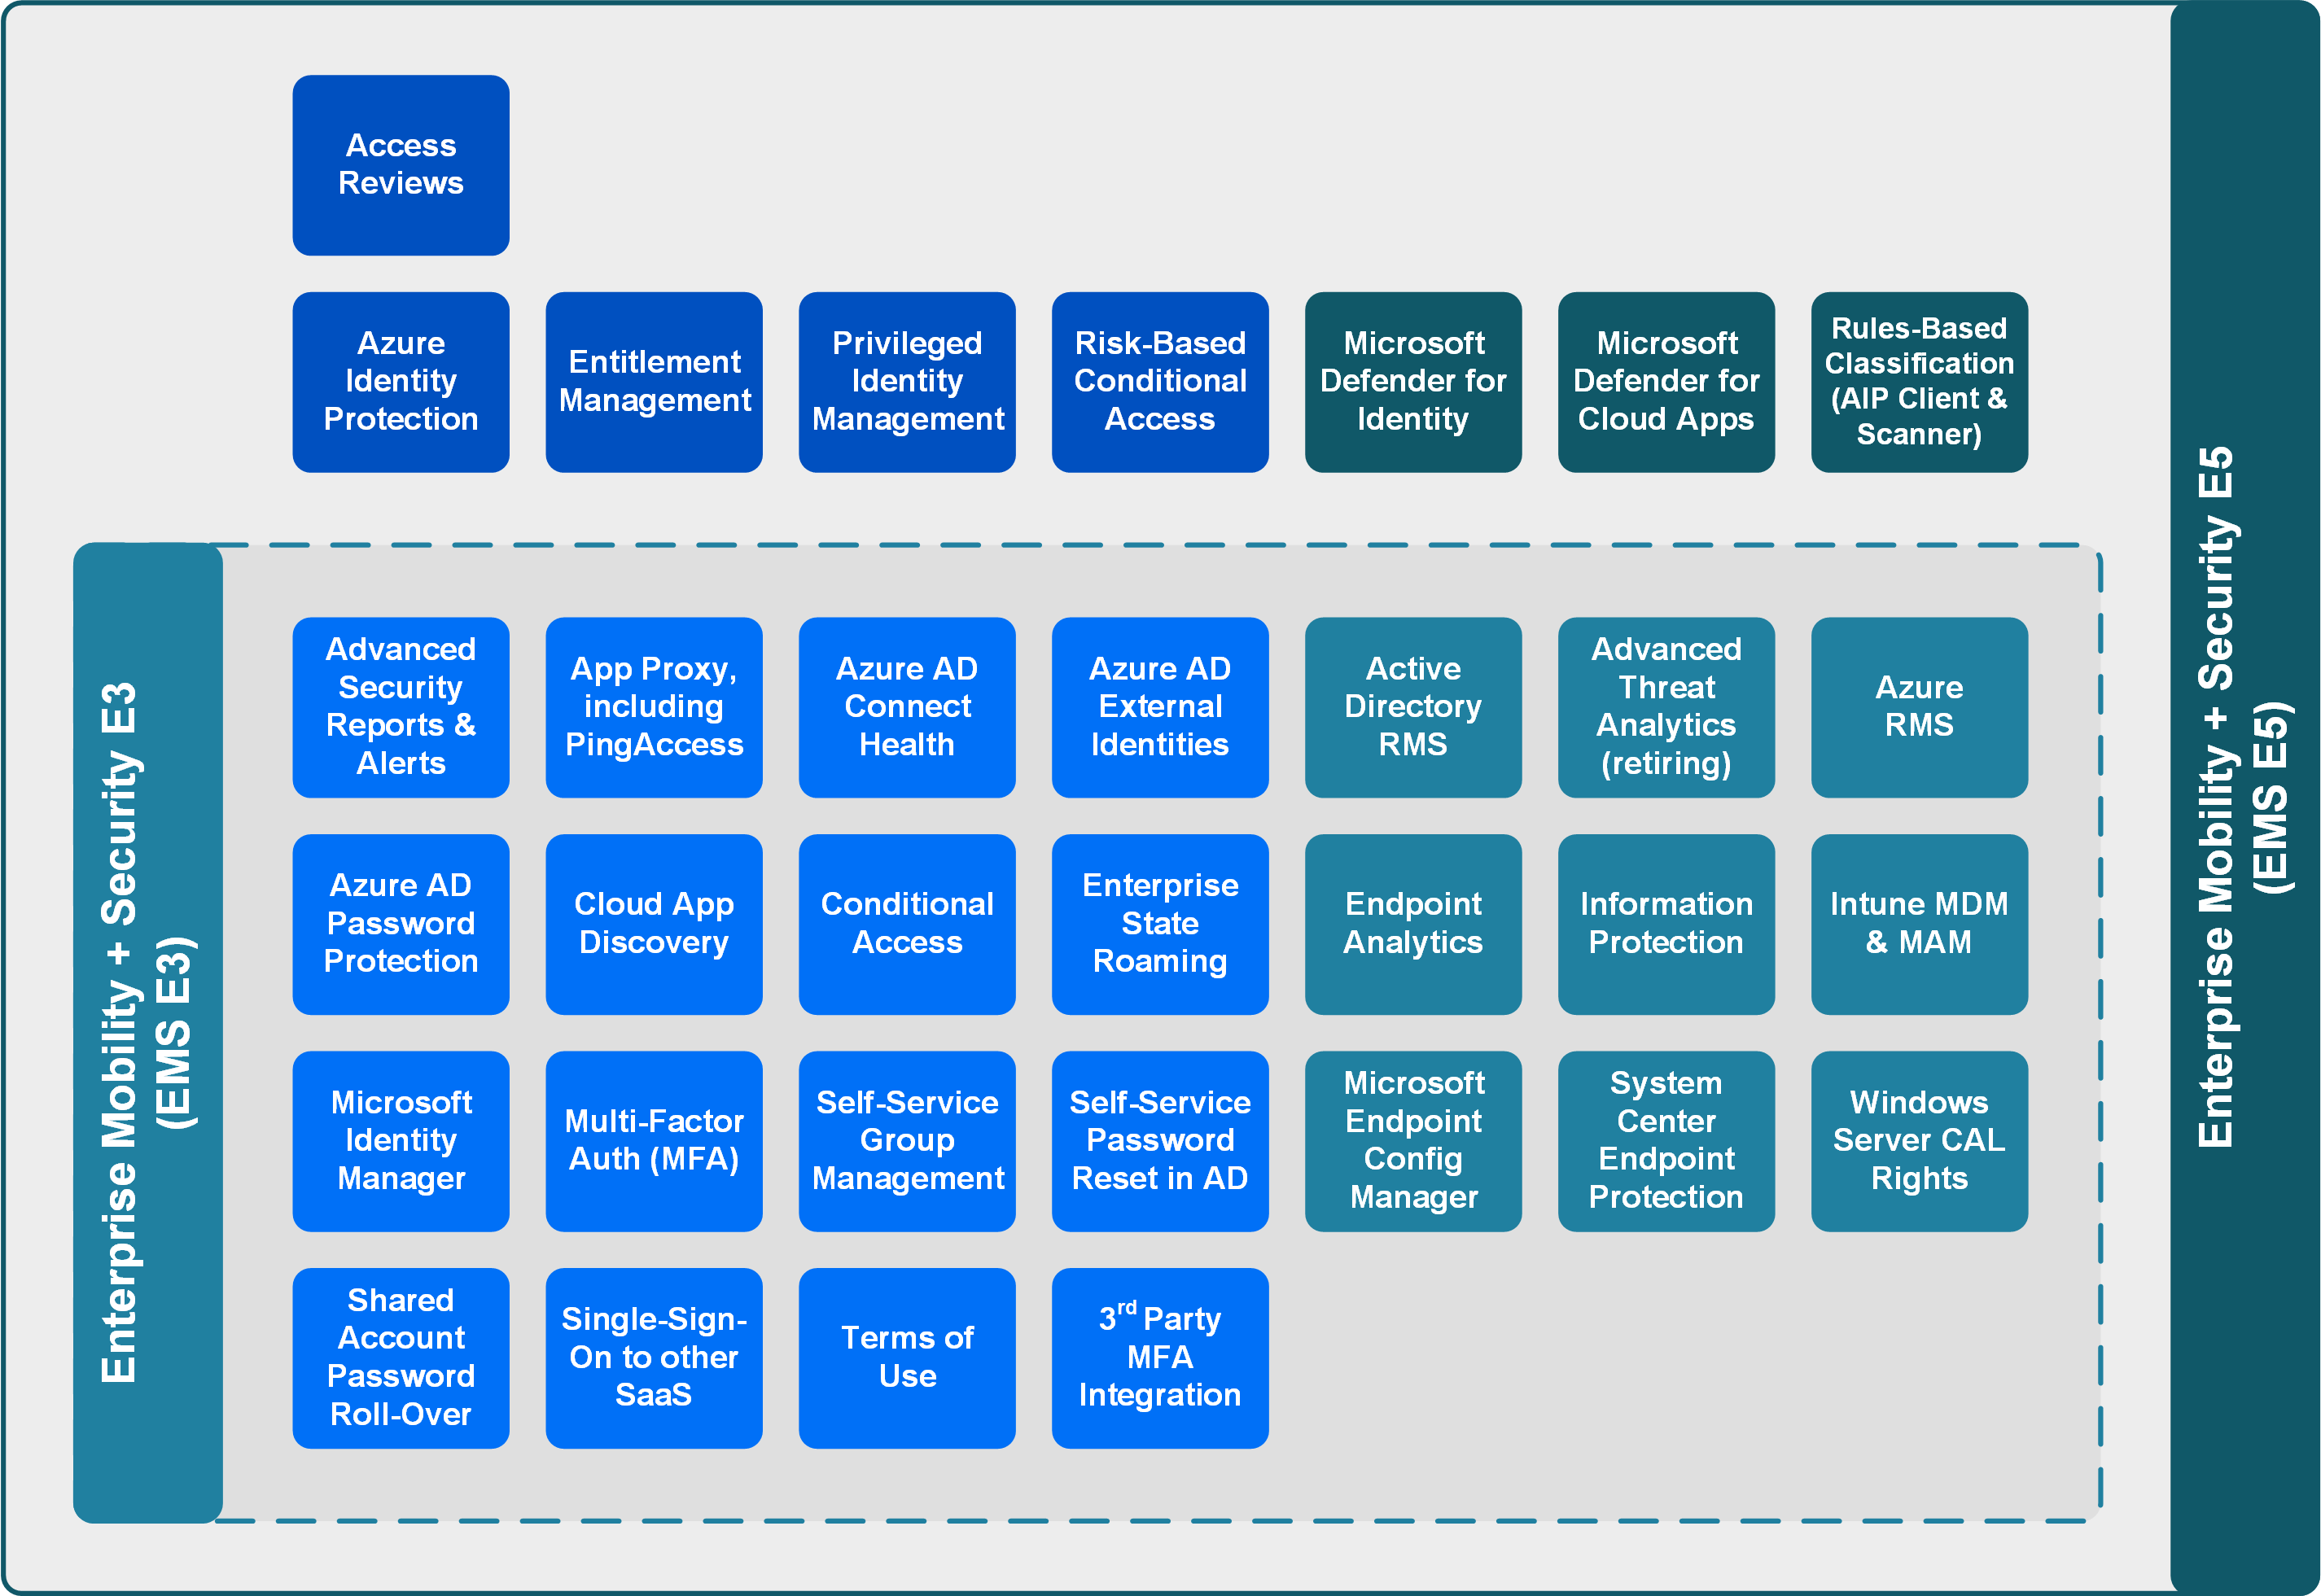 Access
Reviews
Azure
Identity
Protection
Entitlement
Management
Privileged
Identity
Management
Risk-Based
Conditional
Access
Microsoft
Defender for
Identity
Microsoft
Defender for
Cloud Apps
Rules-Based
Classification
(AIP Client &
Scanner)
Enterprise Mobility + Security E3
(EMS E3)
Advanced
Security
Reports &
Alerts
App Proxy,
including
PingAccess
Azure AD
Connect
Health
Azure AD
External
Identities
Active
Directory
RMS
Advanced
Threat
Analytics
(retiring)
Azure
RMS
Azure AD
Password
Protection
Cloud App
Discovery
Conditional
Access
Enterprise
State
Roaming
Endpoint
Analytics
Information
Protection
Intune MDM
& MAM
Microsoft
Identity
Manager
Multi-Factor
Auth (MFA)
Self-Service
Group
Management
Self-Service
Password
Reset in AD
Microsoft
Endpoint
Config
Manager
System
Center
Endpoint
Protection
Windows
Server CAL
Rights
Shared
Account
Password
Roll-Over
Single-Sign-
On to other
SaaS
Terms of
Use
3rd Party
MFA
Integration
Enterprise Mobility + Security E5
(EMS E5)